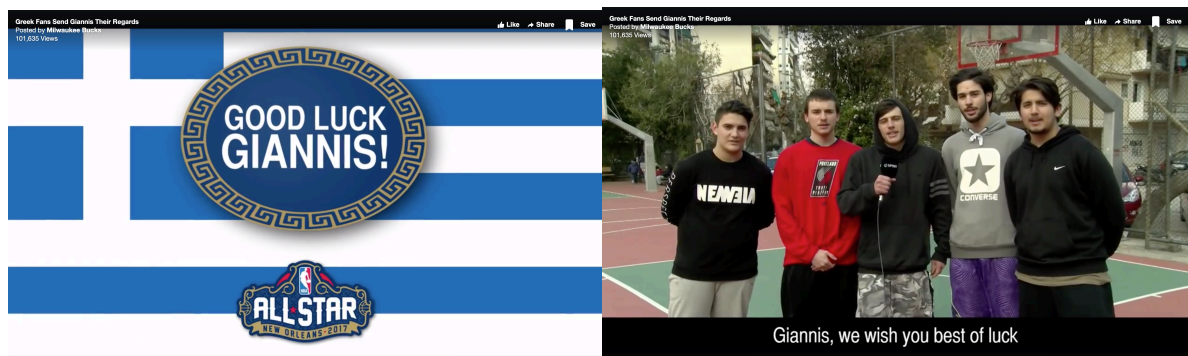 Greek Fans Send Giannis Their Regards
Posted by Milwaukee Bucks
101,635 Views
Like Share Save
GOOD LUCK
GIANNIS!
NBA
ALL-STAR
NEW ORLEANS • 2017
Greek Fans Send Giannis Their Regards
Posted by Milwaukee Bucks
101,635 Views
Like Share Save
PORTLAND
TRAIL
BLAZERS
CONVERSE
Giannis, we wish you best of luck